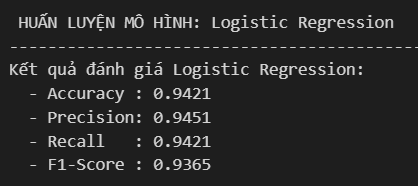 HUẤN LUYỆN MÔ HÌNH: Logistic Regression
------------------------------------------
Kết quả đánh giá Logistic Regression:
- Accuracy : 0.9421
- Precision: 0.9451
- Recall   : 0.9421
- F1-Score : 0.9365